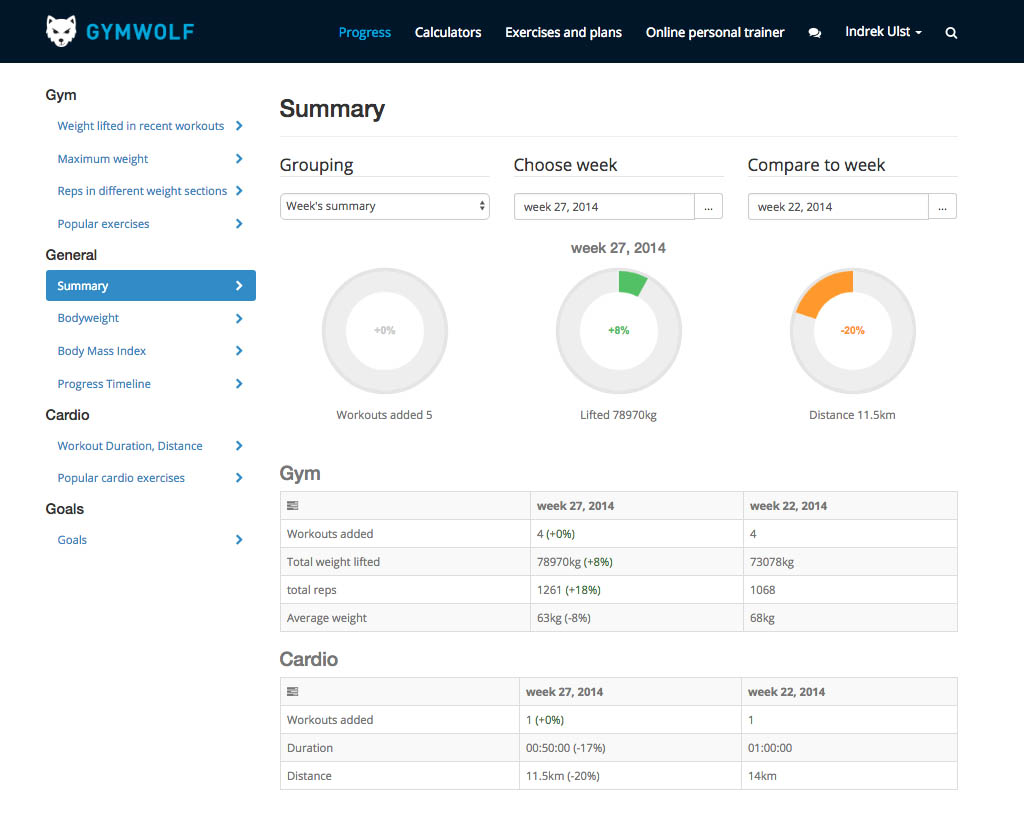 GYMWOLF
Progress Calculators Exercises and plans Online personal trainer Indrek Ulst
Gym
Weight lifted in recent workouts
Maximum weight
Reps in different weight sections
Popular exercises
General
Summary
Bodyweight
Body Mass Index
Progress Timeline
Cardio
Workout Duration, Distance
Popular cardio exercises
Goals
Goals
Summary
Grouping Choose week Compare to week
Week's summary week 27, 2014 ... week 22, 2014 ...
week 27, 2014
+0% +8% -20%
Workouts added 5 Lifted 78970kg Distance 11.5km
Gym
week 27, 2014 week 22, 2014
Workouts added 4 (+0%) 4
Total weight lifted 78970kg (+8%) 73078kg
total reps 1261 (+18%) 1068
Average weight 63kg (-8%) 68kg
Cardio
week 27, 2014 week 22, 2014
Workouts added 1 (+0%) 1
Duration 00:50:00 (-17%) 01:00:00
Distance 11.5km (-20%) 14km